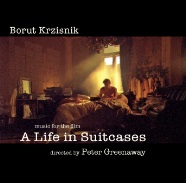 Borut Krzisnik
music for the film
A Life in Suitcases
directed by Peter Greenaway